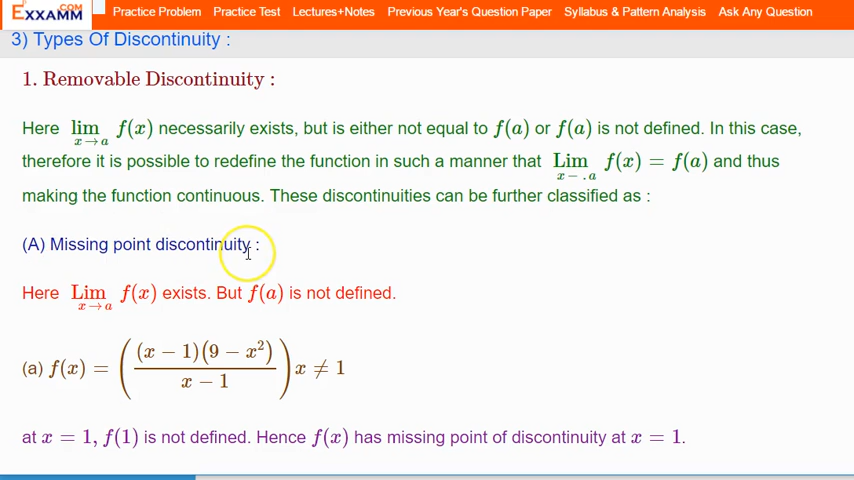 EXXAMM .COM Practice Problem Practice Test Lectures+Notes Previous Year's Question Paper Syllabus & Pattern Analysis Ask Any Question
3) Types Of Discontinuity :
1. Removable Discontinuity :
Here lim x→a f(x) necessarily exists, but is either not equal to f(a) or f(a) is not defined. In this case,
therefore it is possible to redefine the function in such a manner that Lim x− . a f(x) = f(a) and thus
making the function continuous. These discontinuities can be further classified as :
(A) Missing point discontinuity :
Here Lim x→a f(x) exists. But f(a) is not defined.
(a) f(x) = ( (x − 1)(9 − x²) / x − 1 ) x ≠ 1
at x = 1, f(1) is not defined. Hence f(x) has missing point of discontinuity at x = 1.